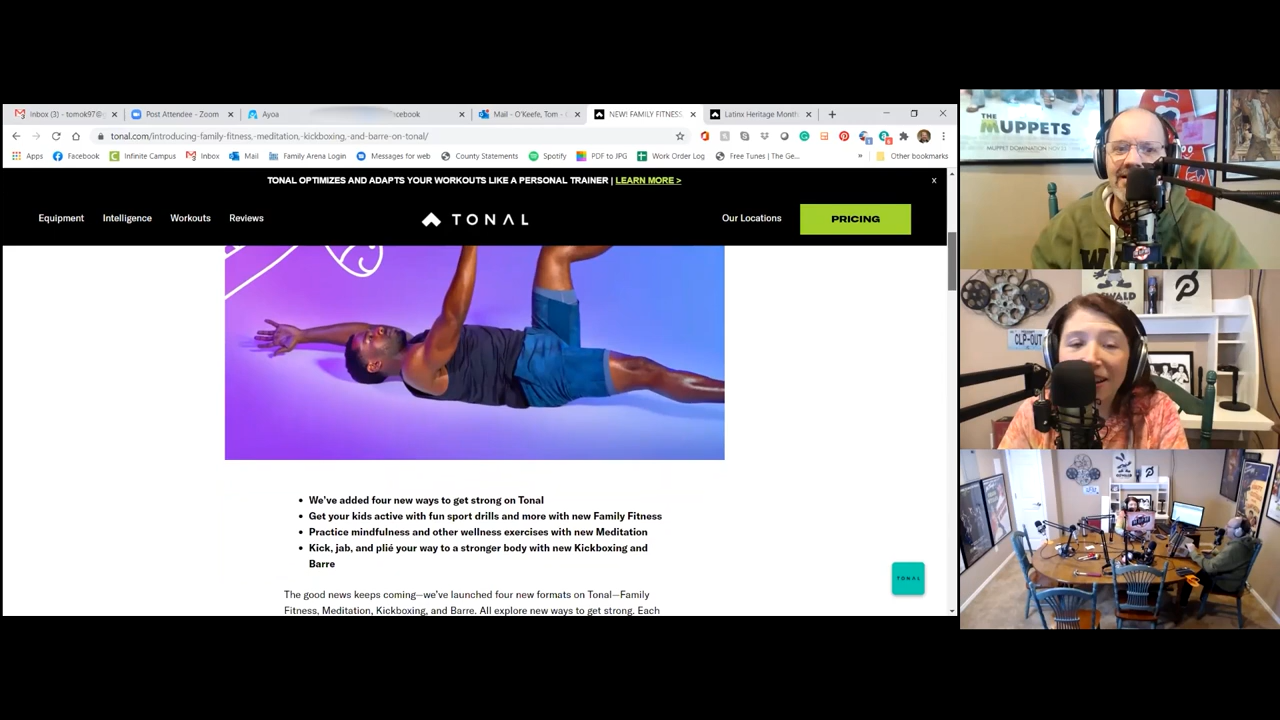 Inbox (3) - tomok97@
Post Attendee - Zoom
Ayoa
cebook
Mail - O'Keefe, Tom -
NEW! FAMILY FITNESS
Latinx Heritage Month
tonal.com/introducing-family-fitness,-meditation,-kickboxing,-and-barre-on-tonal/
Apps
Facebook
Infinite Campus
Inbox
Mail
Family Arena Login
Messages for web
County Statements
Spotify
PDF to JPG
Work Order Log
Free Tunes | The Ge...
»
Other bookmarks
TONAL OPTIMIZES AND ADAPTS YOUR WORKOUTS LIKE A PERSONAL TRAINER | LEARN MORE >
x
Equipment
Intelligence
Workouts
Reviews
TONAL
Our Locations
PRICING
• We've added four new ways to get strong on Tonal
• Get your kids active with fun sport drills and more with new Family Fitness
• Practice mindfulness and other wellness exercises with new Meditation
• Kick, jab, and plié your way to a stronger body with new Kickboxing and
Barre
The good news keeps coming—we've launched four new formats on Tonal—Family
Fitness, Meditation, Kickboxing, and Barre. All explore new ways to get strong. Each
TONAL
THE
MUPPETS
MUPPET DOMINATION NOV 23
OSWALD
CLP-OUT